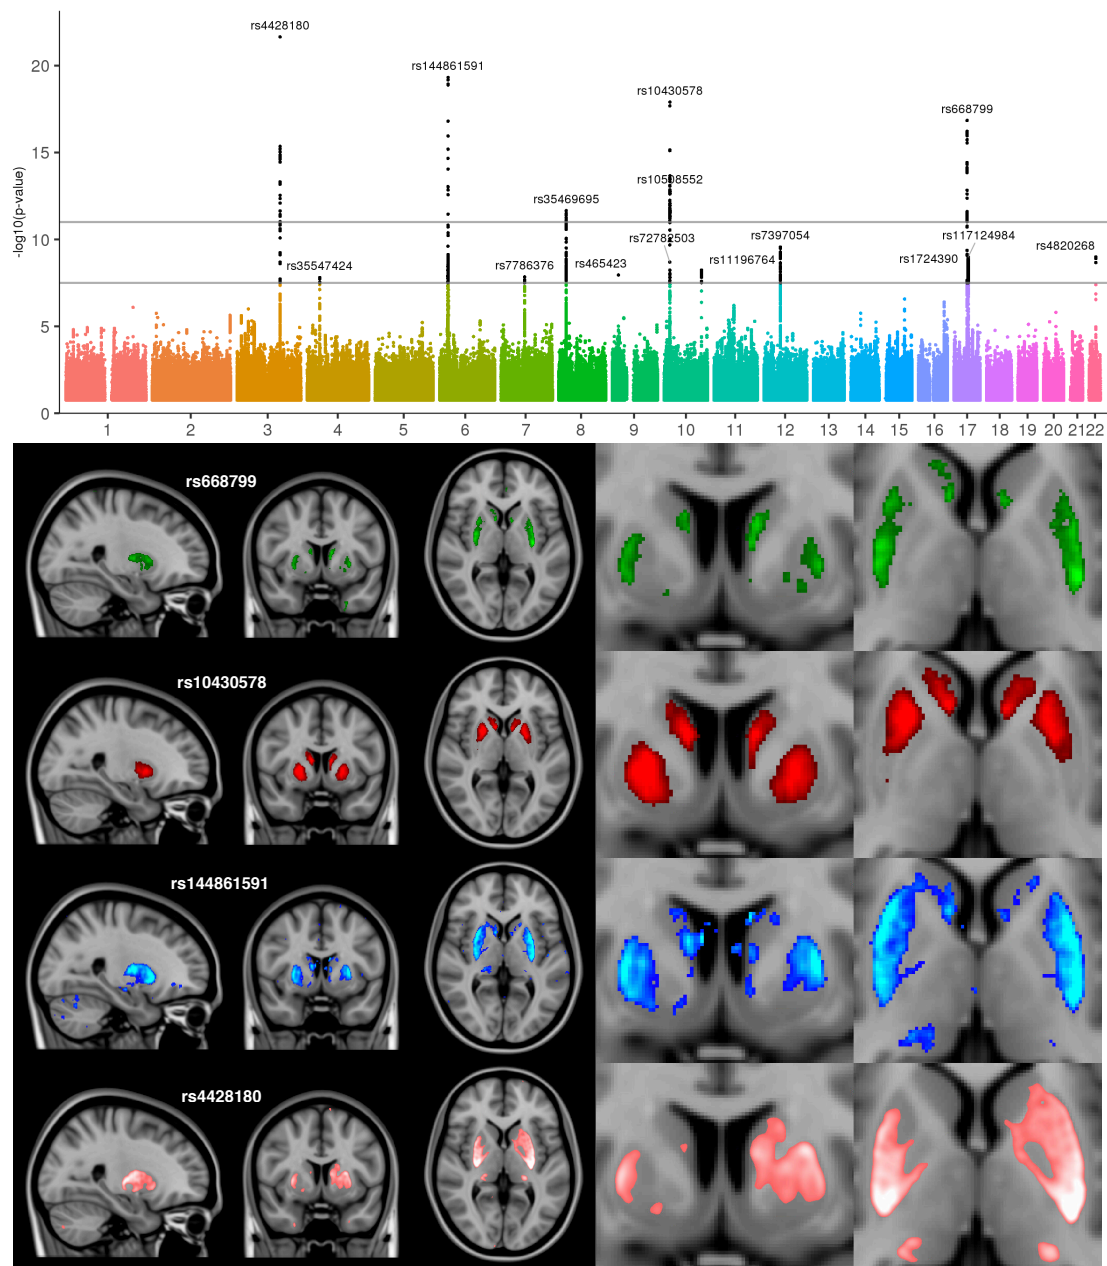 rs4428180
rs144861591
rs10430578
rs668799
rs10508552
rs35469695
rs72782503
rs7397054
rs117124984
rs4820268
rs35547424
rs7786376
rs465423
rs11196764
rs1724390
-log10(p-value)
20
15
10
5
0
1 2 3 4 5 6 7 8 9 10 11 12 13 14 15 16 17 18 19 20 21 22
rs668799
rs10430578
rs144861591
rs4428180